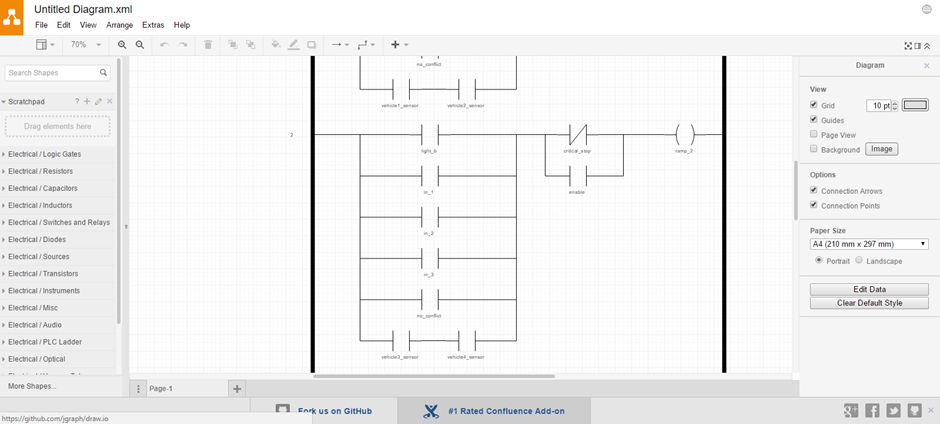 Untitled Diagram.xml
File Edit View Arrange Extras Help
70%
Search Shapes
Scratchpad ?
Drag elements here
Electrical / Logic Gates
Electrical / Resistors
Electrical / Capacitors
Electrical / Inductors
Electrical / Switches and Relays
Electrical / Diodes
Electrical / Sources
Electrical / Transistors
Electrical / Instruments
Electrical / Misc
Electrical / Audio
Electrical / PLC Ladder
Electrical / Optical
More Shapes...
https://github.com/jgraph/draw.io
no_conflict
vehicle1_sensor vehicle2_sensor
2
light_b critical_stop ramp_2
in_1 enable
in_2
in_3
no_conflict
vehicle3_sensor vehicle4_sensor
Page-1
Fork us on GitHub
#1 Rated Confluence Add-on
Diagram
View
Grid 10 pt
Guides
Page View
Background Image
Options
Connection Arrows
Connection Points
Paper Size
A4 (210 mm x 297 mm)
Portrait Landscape
Edit Data
Clear Default Style